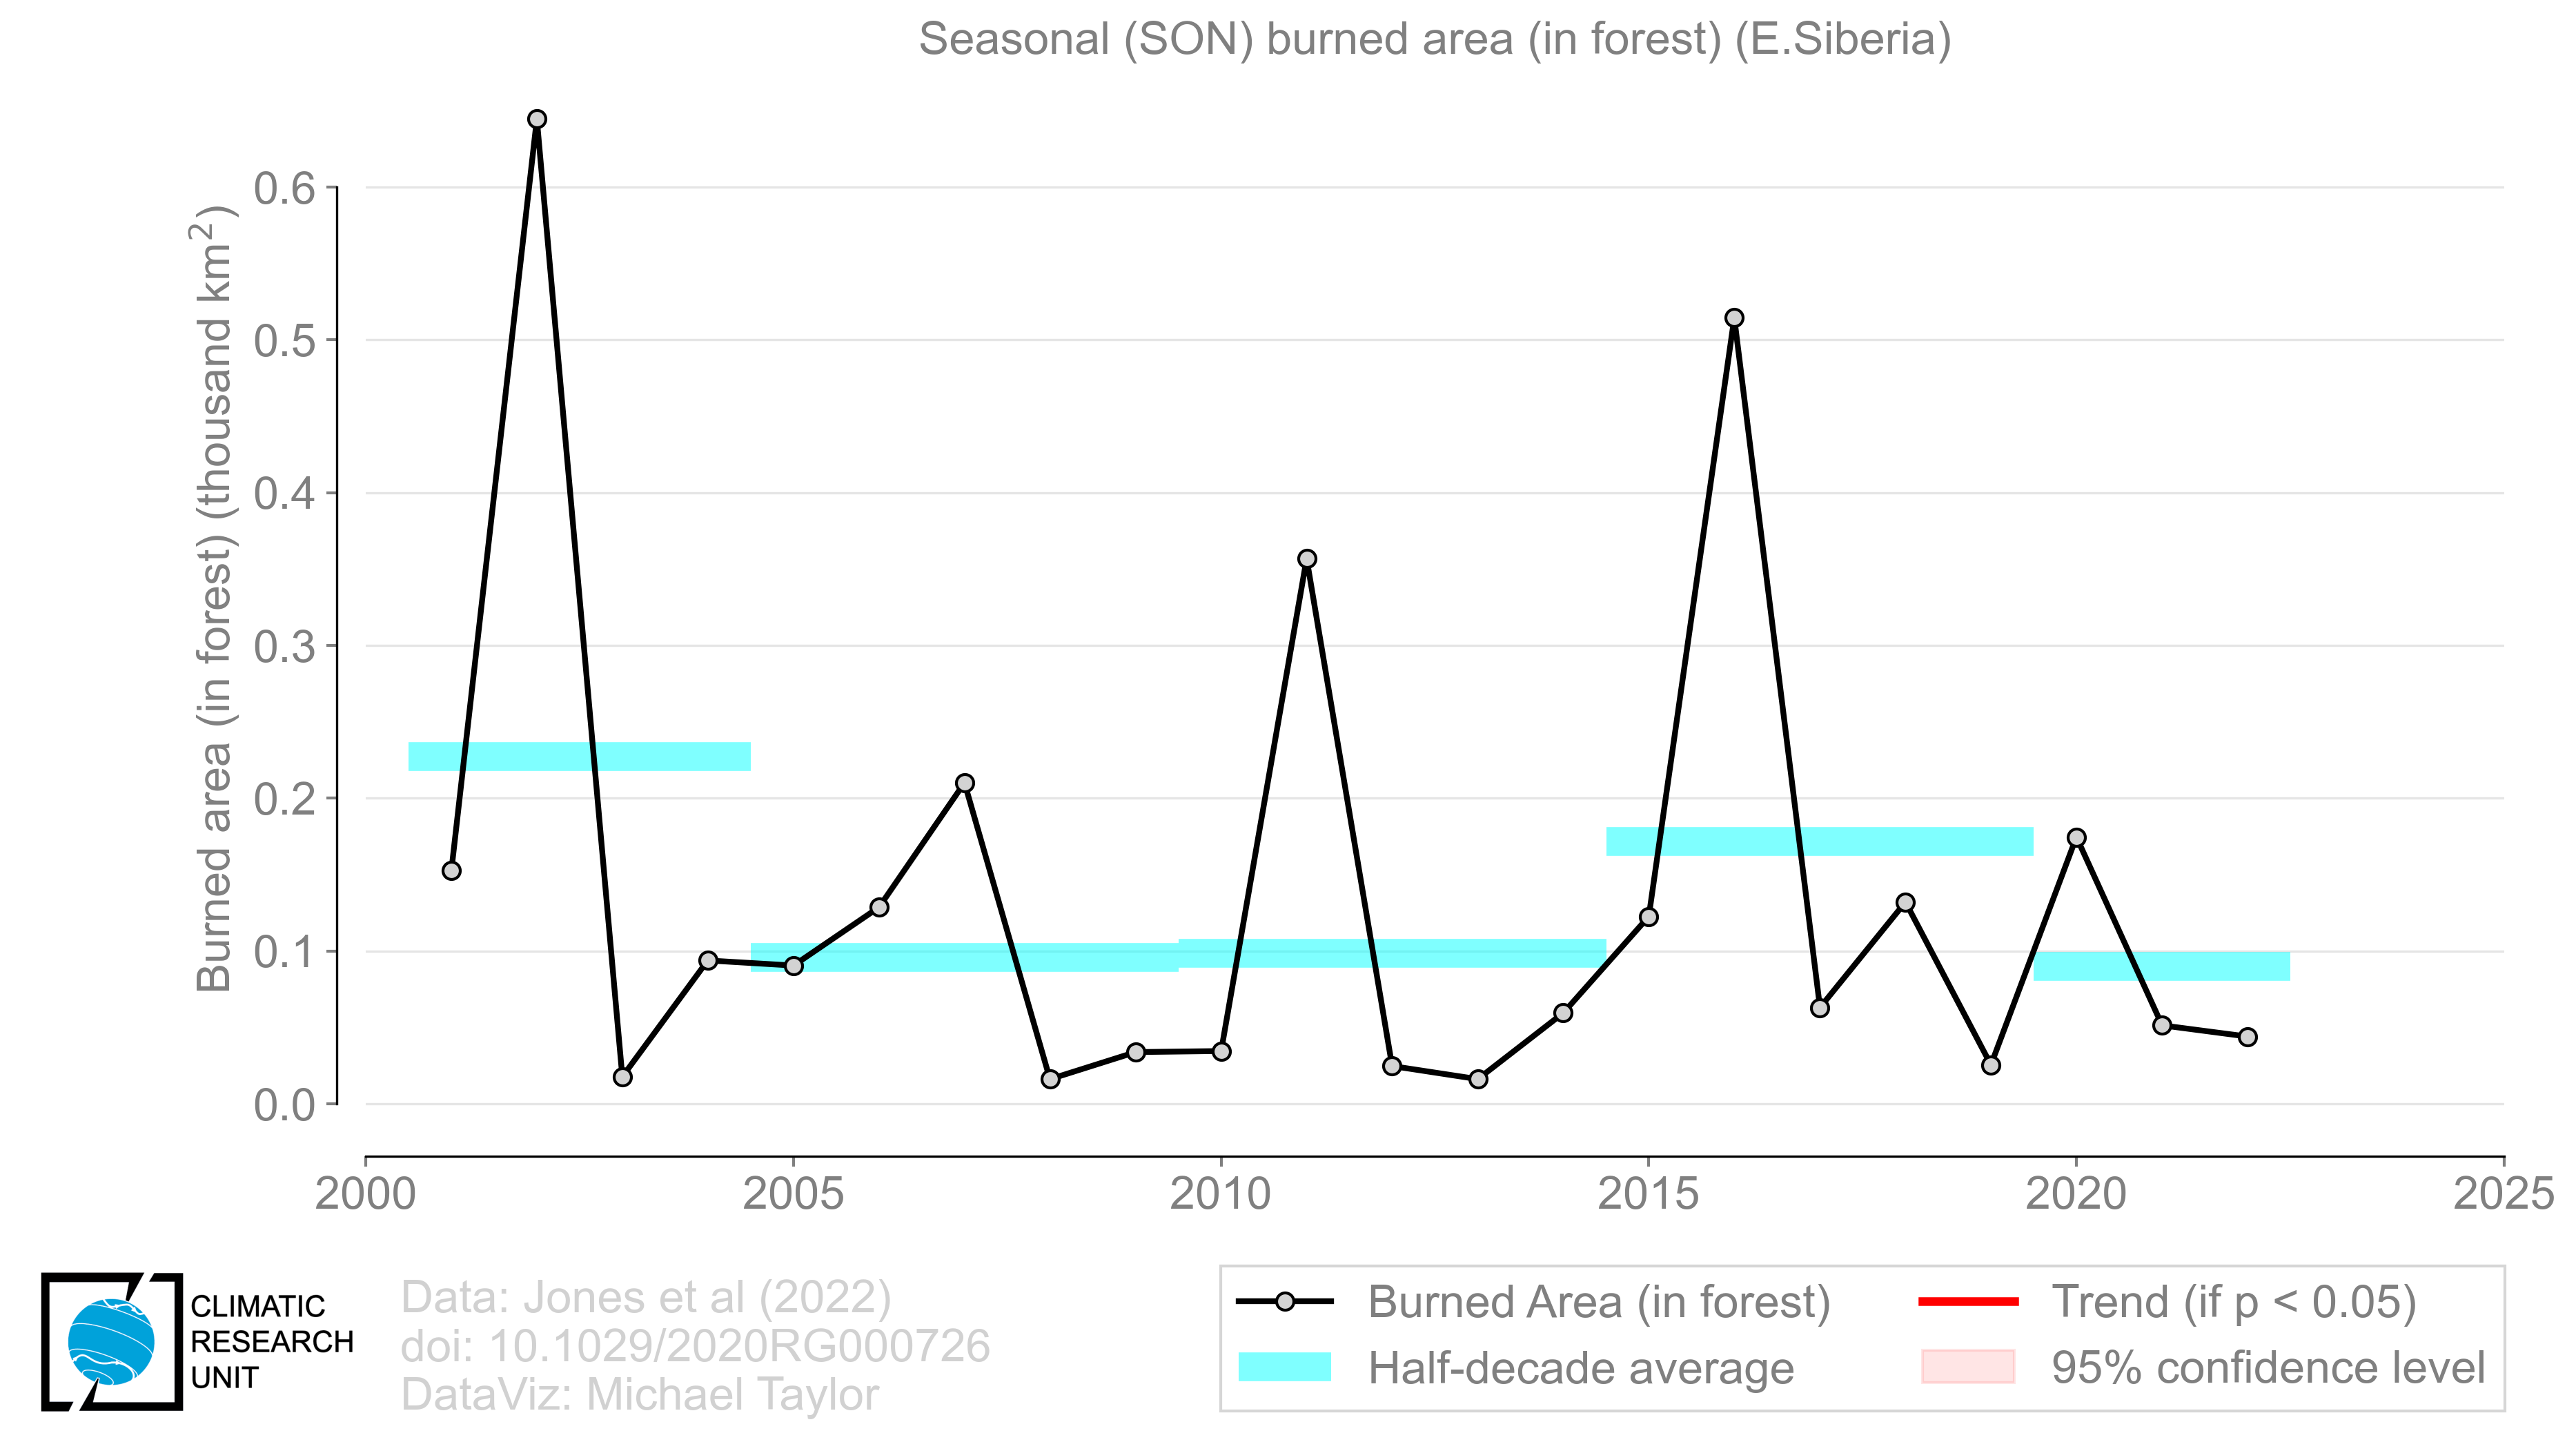 Seasonal (SON) burned area (in forest) (E.Siberia)
Burned area (in forest) (thousand km²)
0.6
0.5
0.4
0.3
0.2
0.1
0.0
2000 2005 2010 2015 2020 2025
CLIMATIC
RESEARCH
UNIT
Data: Jones et al (2022)
doi: 10.1029/2020RG000726
DataViz: Michael Taylor
Burned Area (in forest)
Half-decade average
Trend (if p < 0.05)
95% confidence level